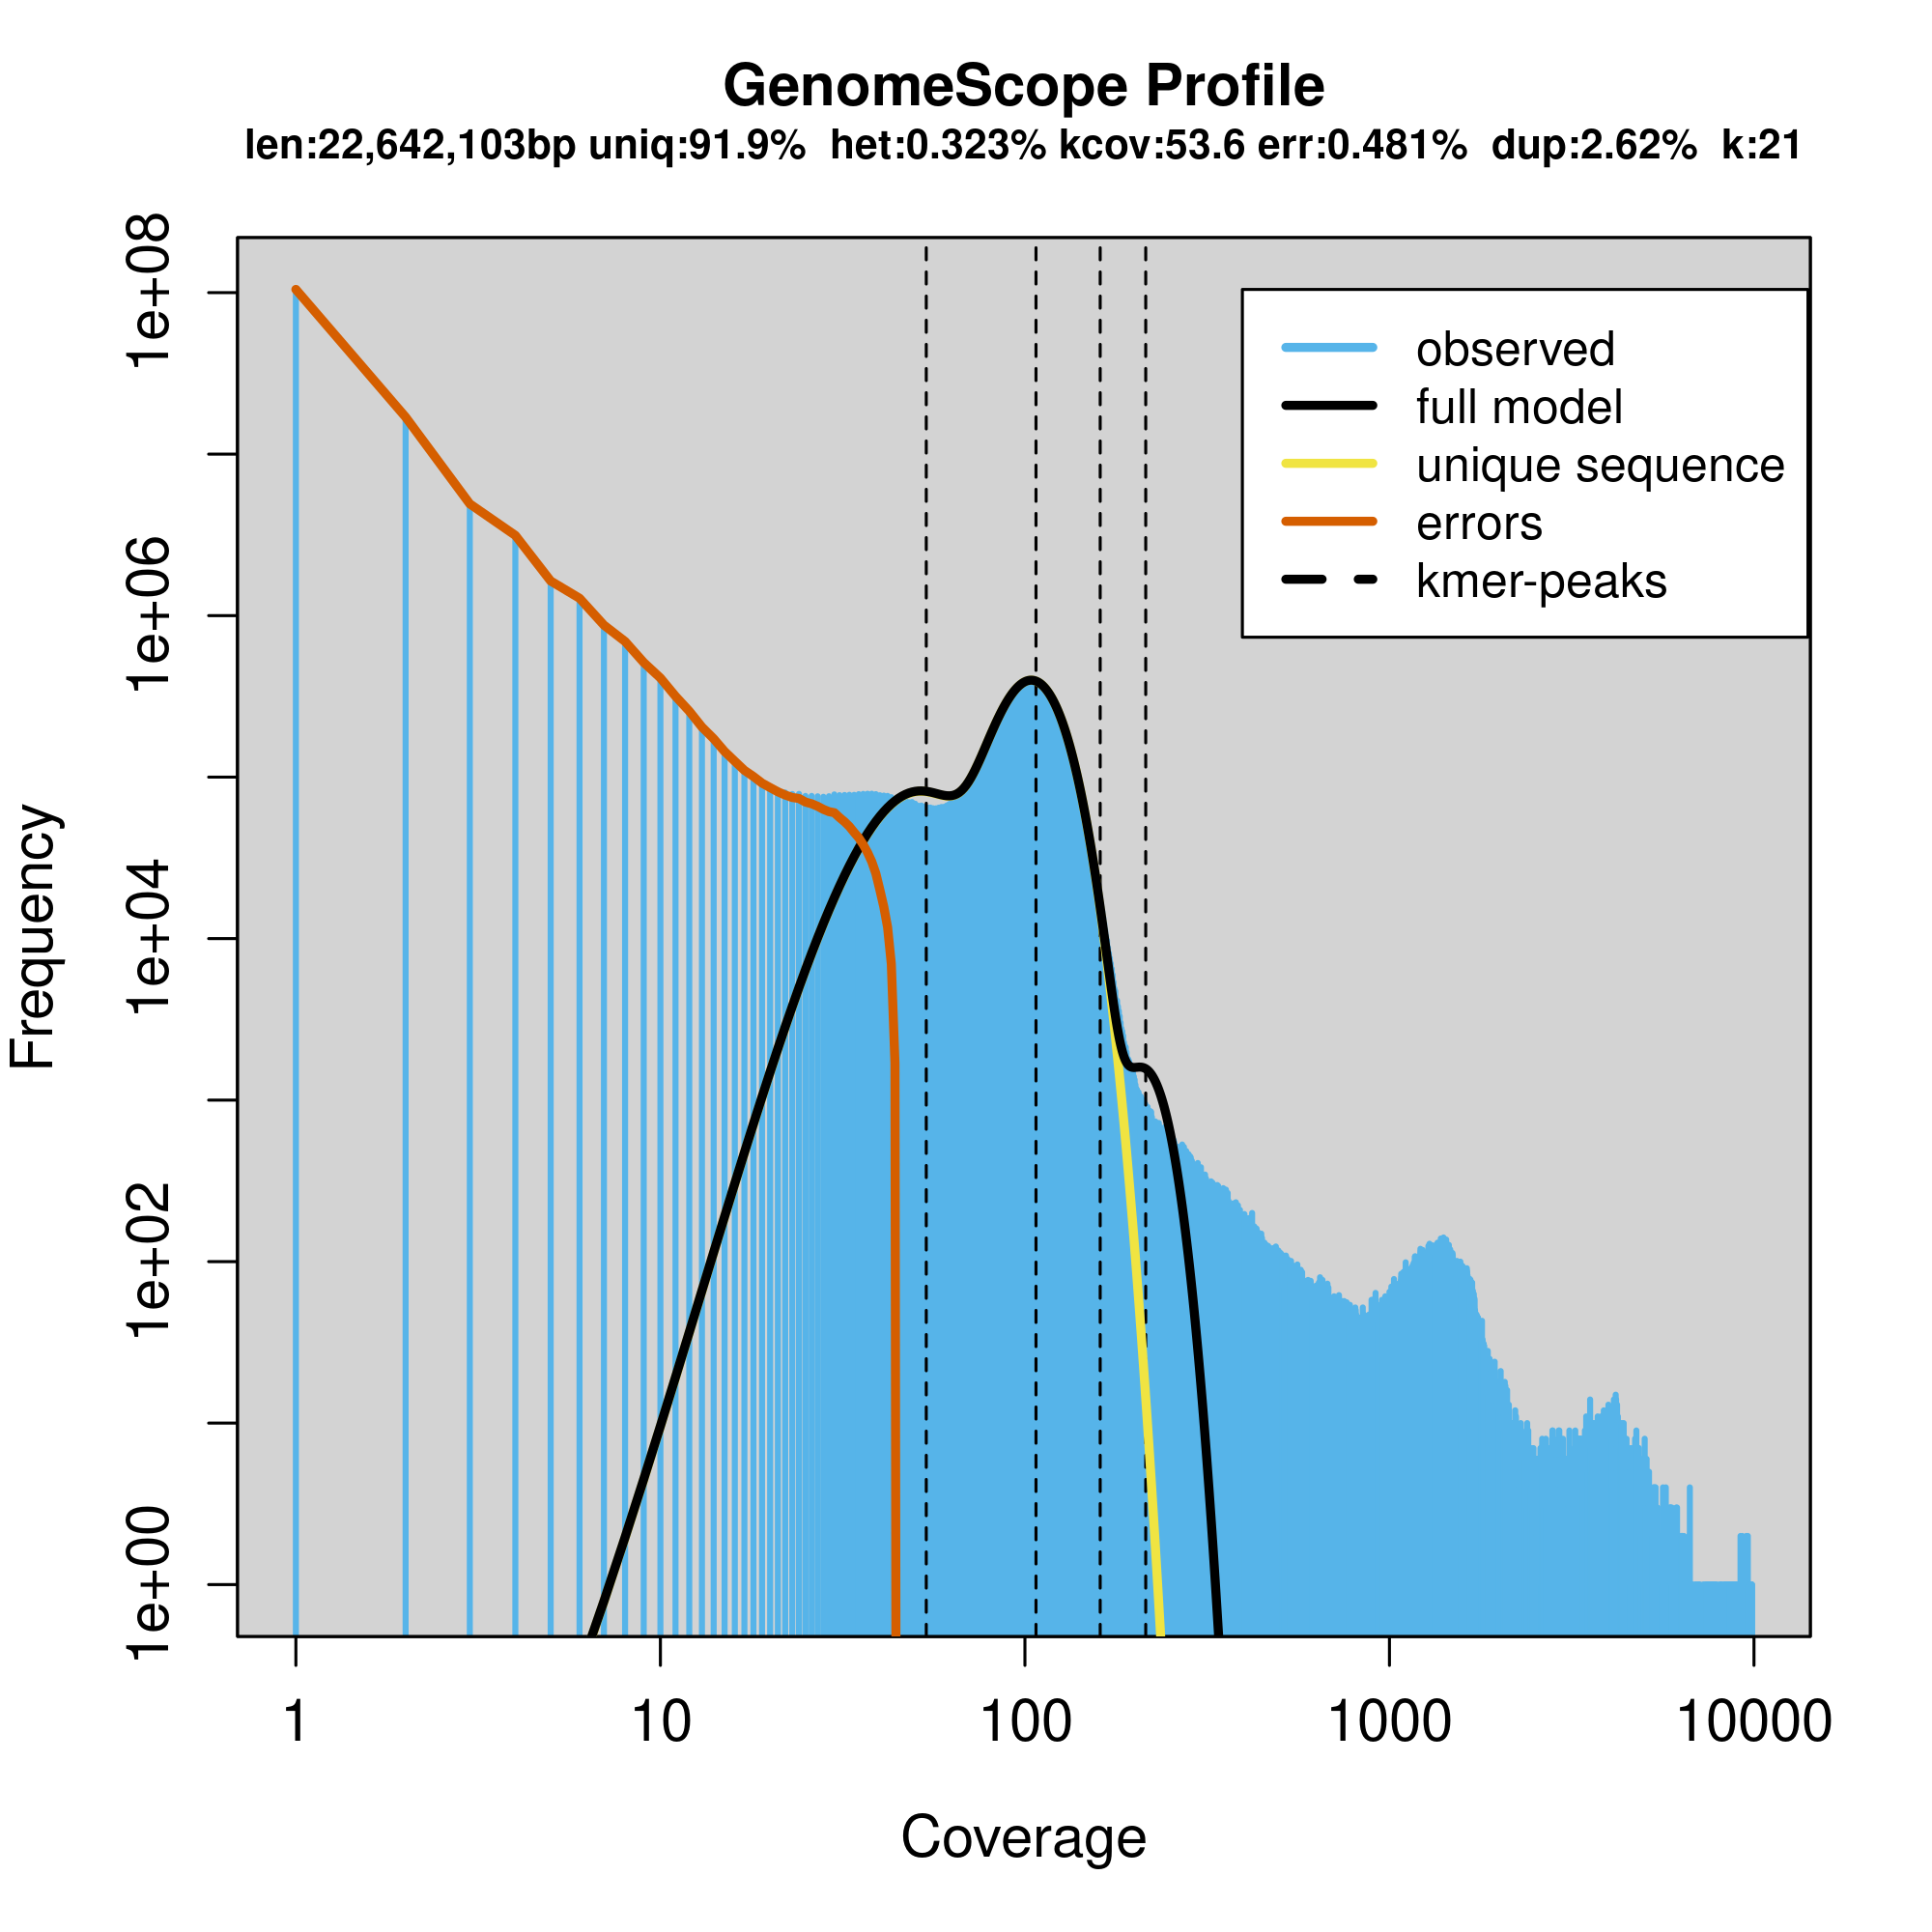 GenomeScope Profile
len:22,642,103bp uniq:91.9% het:0.323% kcov:53.6 err:0.481% dup:2.62% k:21
Frequency
1e+08
1e+06
1e+04
1e+02
1e+00
observed
full model
unique sequence
errors
kmer-peaks
1 10 100 1000 10000
Coverage